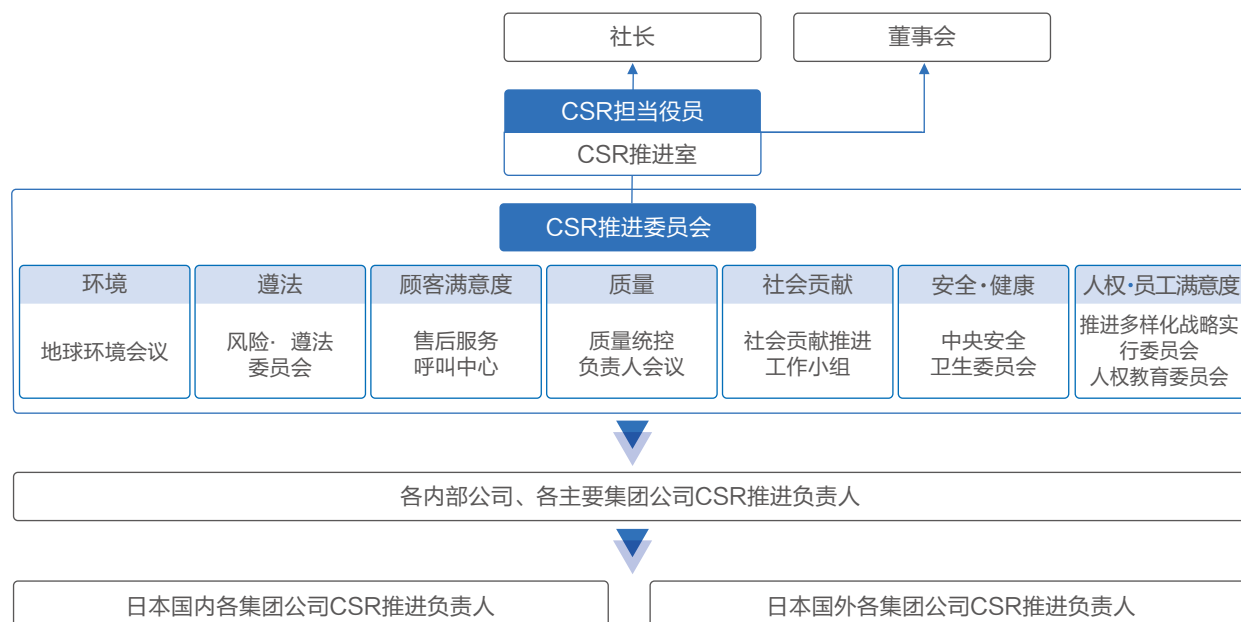 社长
董事会
CSR担当役员
CSR推进室
CSR推进委员会
环境
地球环境会议
遵法
风险· 遵法
委员会
顾客满意度
售后服务
呼叫中心
质量
质量统控
负责人会议
社会贡献
社会贡献推进
工作小组
安全·健康
中央安全
卫生委员会
人权·员工满意度
推进多样化战略实
行委员会
人权教育委员会
各内部公司、各主要集团公司CSR推进负责人
日本国内各集团公司CSR推进负责人
日本国外各集团公司CSR推进负责人